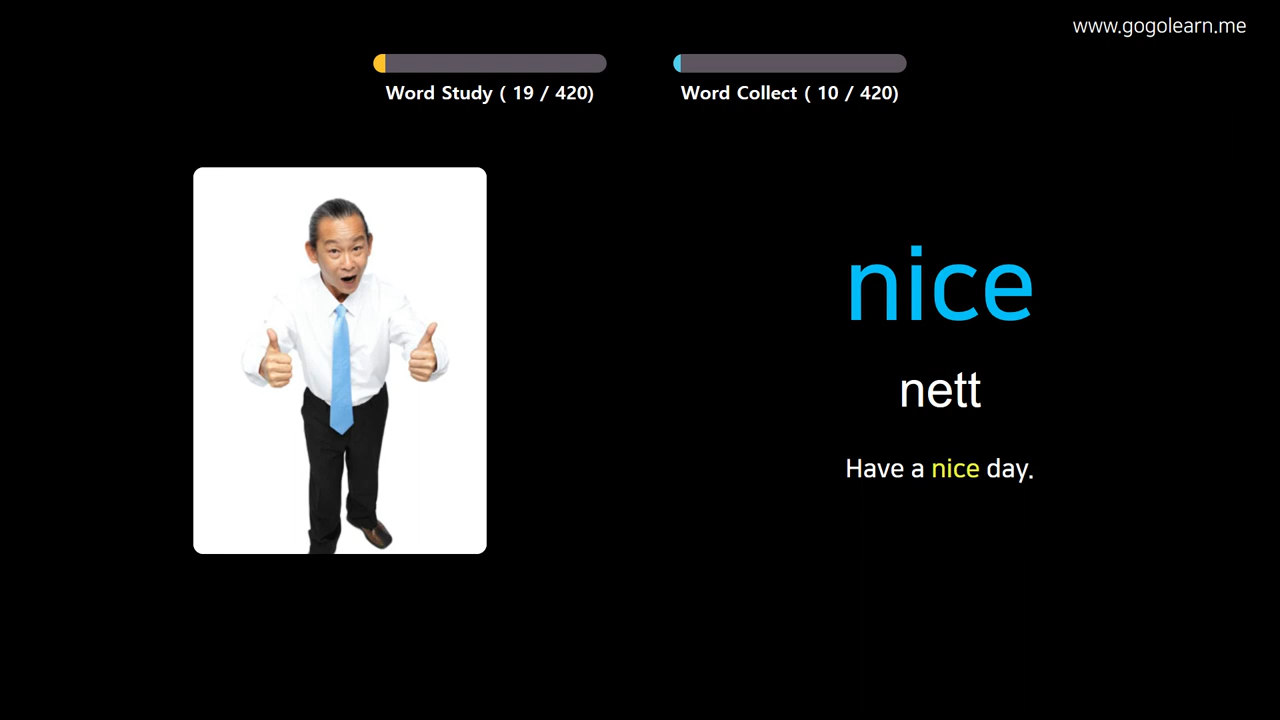 www.gogolearn.me
Word Study ( 19 / 420)
Word Collect ( 10 / 420)
nice
nett
Have a nice day.